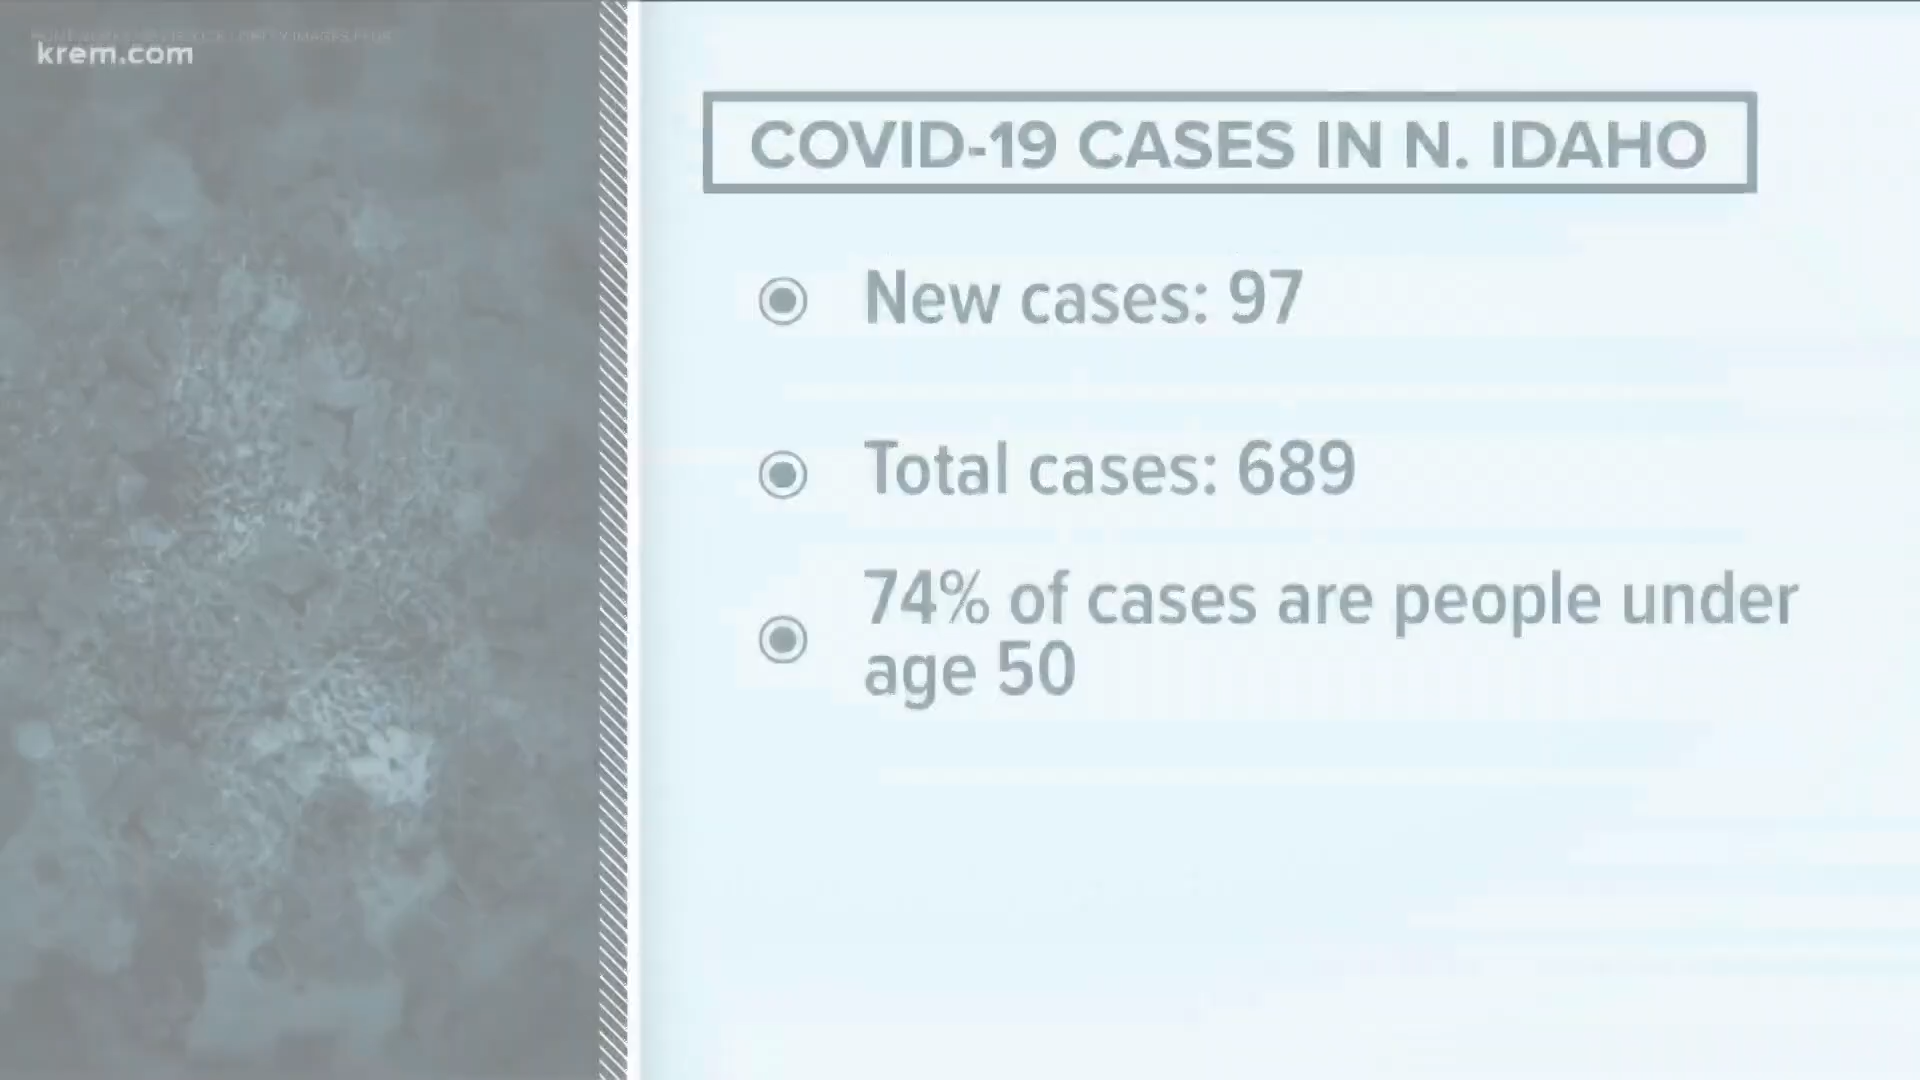 krem.com
COVID-19 CASES IN N. IDAHO
New cases: 97
Total cases: 689
74% of cases are people under
age 50